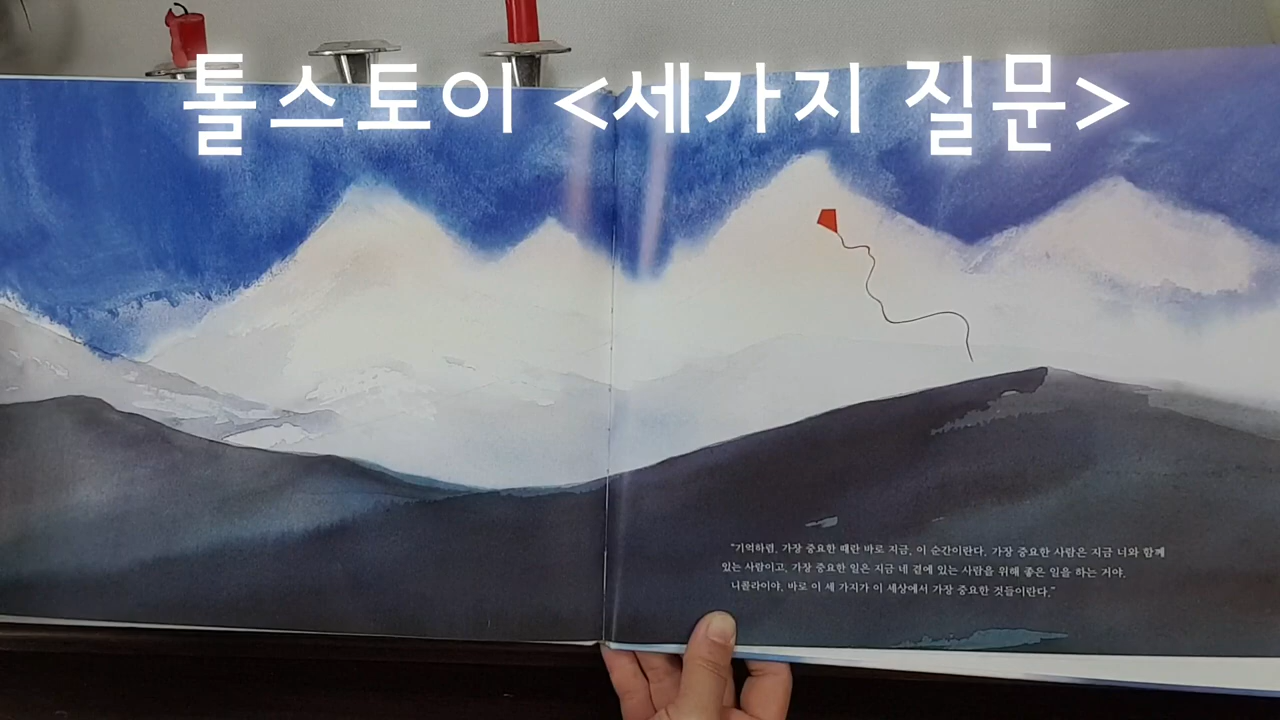 톨스토이 <세가지 질문>
"기억하렴. 가장 중요한 때란 바로 지금, 이 순간이란다. 가장 중요한 사람은 지금 너와 함께
있는 사람이고, 가장 중요한 일은 지금 네 곁에 있는 사람을 위해 좋은 일을 하는 거야.
니콜라이야, 바로 이 세 가지가 이 세상에서 가장 중요한 것들이란다."